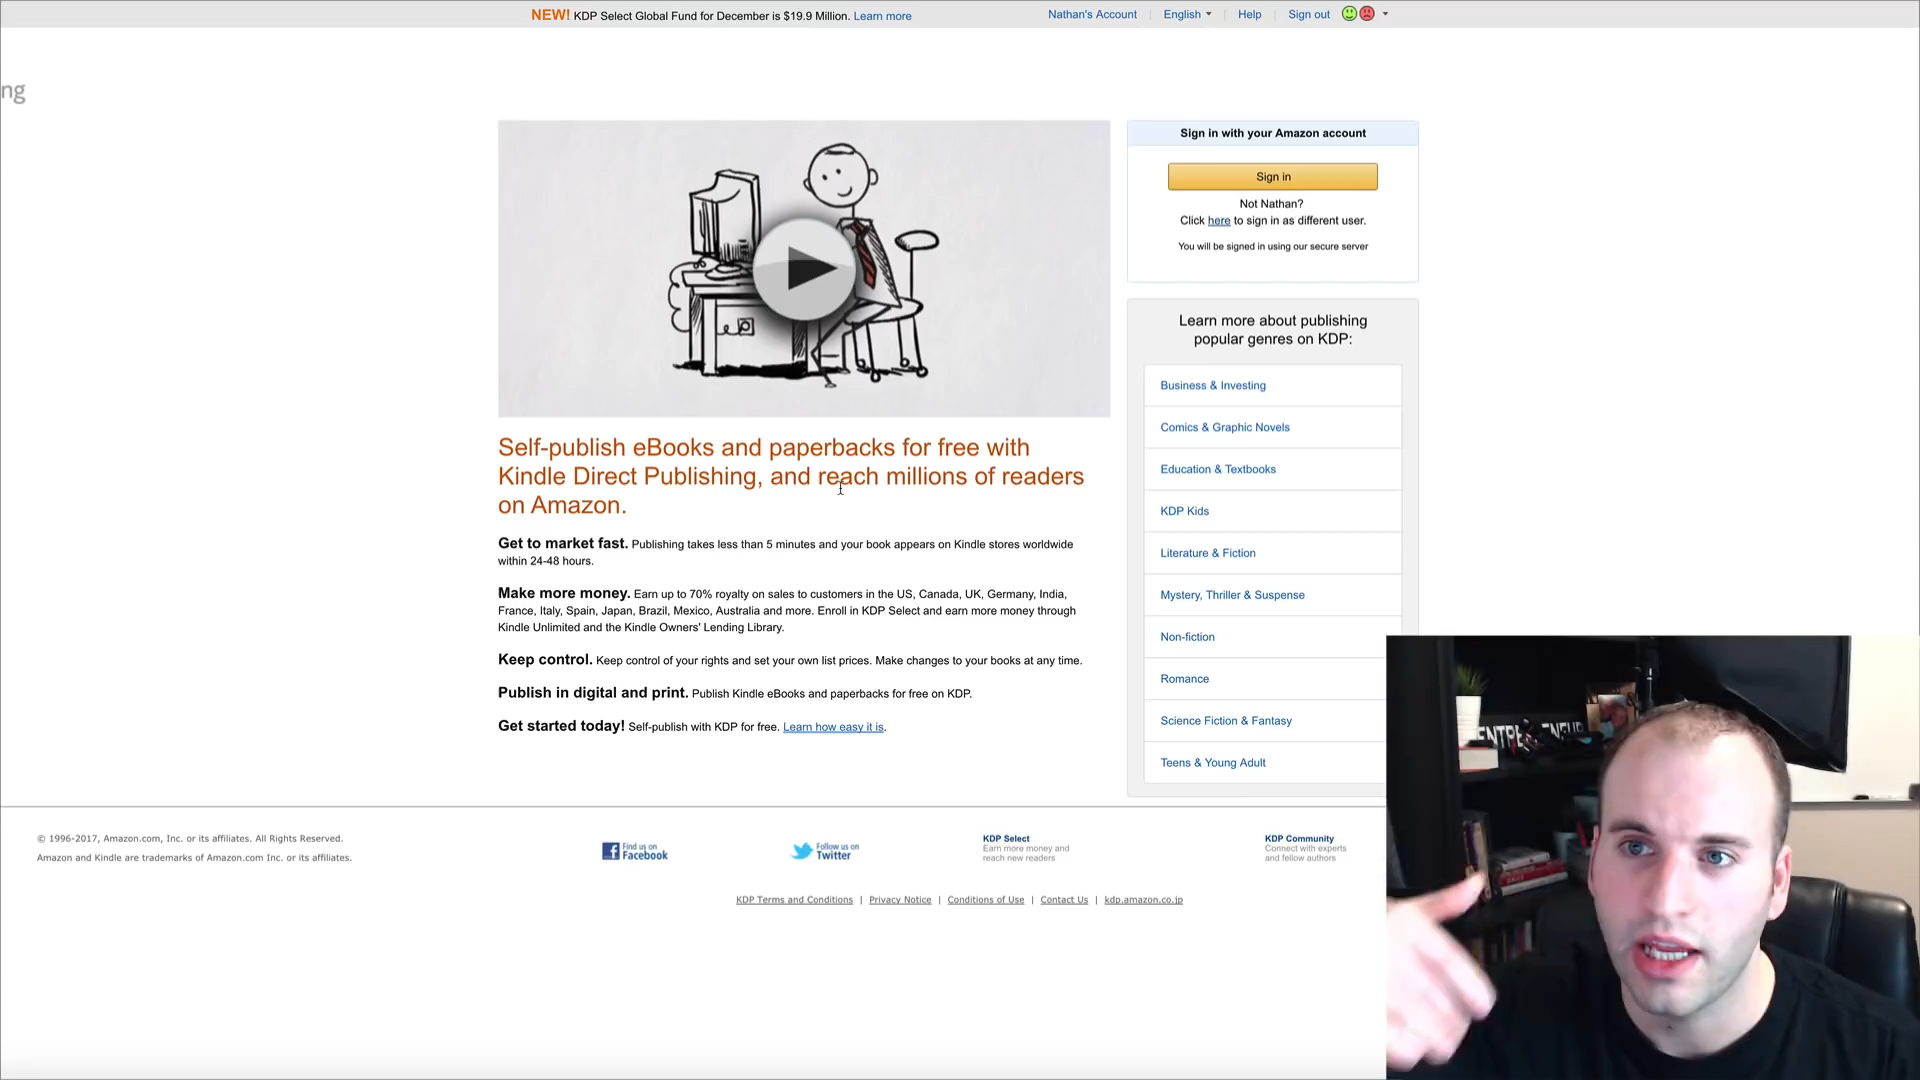 NEW! KDP Select Global Fund for December is $19.9 Million. Learn more
Nathan's Account
English
Help
Sign out
ng
Sign in with your Amazon account
Sign in
Not Nathan?
Click here to sign in as different user.
You will be signed in using our secure server
Learn more about publishing
popular genres on KDP:
Business & Investing
Comics & Graphic Novels
Education & Textbooks
KDP Kids
Literature & Fiction
Mystery, Thriller & Suspense
Non-fiction
Romance
Science Fiction & Fantasy
Teens & Young Adult
Self-publish eBooks and paperbacks for free with
Kindle Direct Publishing, and reach millions of readers
on Amazon.
Get to market fast. Publishing takes less than 5 minutes and your book appears on Kindle stores worldwide
within 24-48 hours.
Make more money. Earn up to 70% royalty on sales to customers in the US, Canada, UK, Germany, India,
France, Italy, Spain, Japan, Brazil, Mexico, Australia and more. Enroll in KDP Select and earn more money through
Kindle Unlimited and the Kindle Owners' Lending Library.
Keep control. Keep control of your rights and set your own list prices. Make changes to your books at any time.
Publish in digital and print. Publish Kindle eBooks and paperbacks for free on KDP.
Get started today! Self-publish with KDP for free. Learn how easy it is.
© 1996-2017, Amazon.com, Inc. or its affiliates. All Rights Reserved.
Amazon and Kindle are trademarks of Amazon.com Inc. or its affiliates.
Find us on
Facebook
Follow us on
Twitter
KDP Select
Earn more money and
reach new readers
KDP Community
Connect with experts
and fellow authors
KDP Terms and Conditions | Privacy Notice | Conditions of Use | Contact Us | kdp.amazon.co.jp